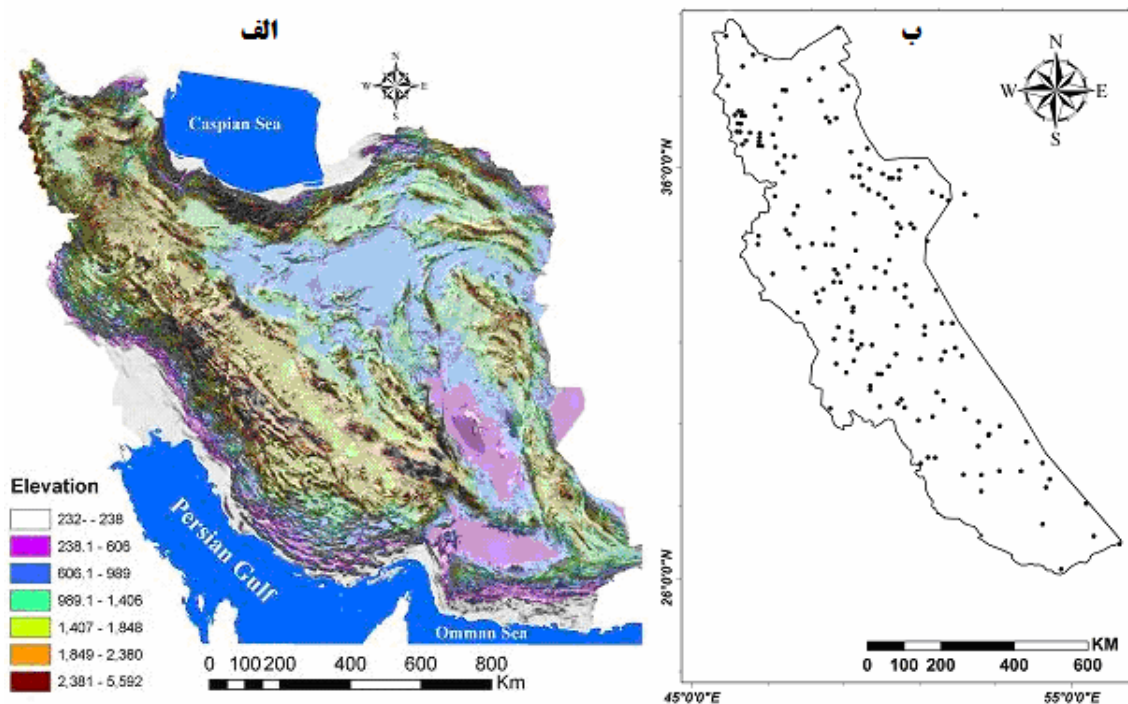 الف
N
W E
S
Caspian Sea
Persian Gulf
Omman Sea
Elevation
232- - 238
238.1 - 606
606.1 - 989
989.1 - 1,406
1,407 - 1,848
1,849 - 2,380
2,381 - 5,592
0 100 200 400 600 800
Km
ب
N
W E
S
36°0'0"N
26°0'0"N
KM
0 100 200 400 600
45°0'0"E 55°0'0"E